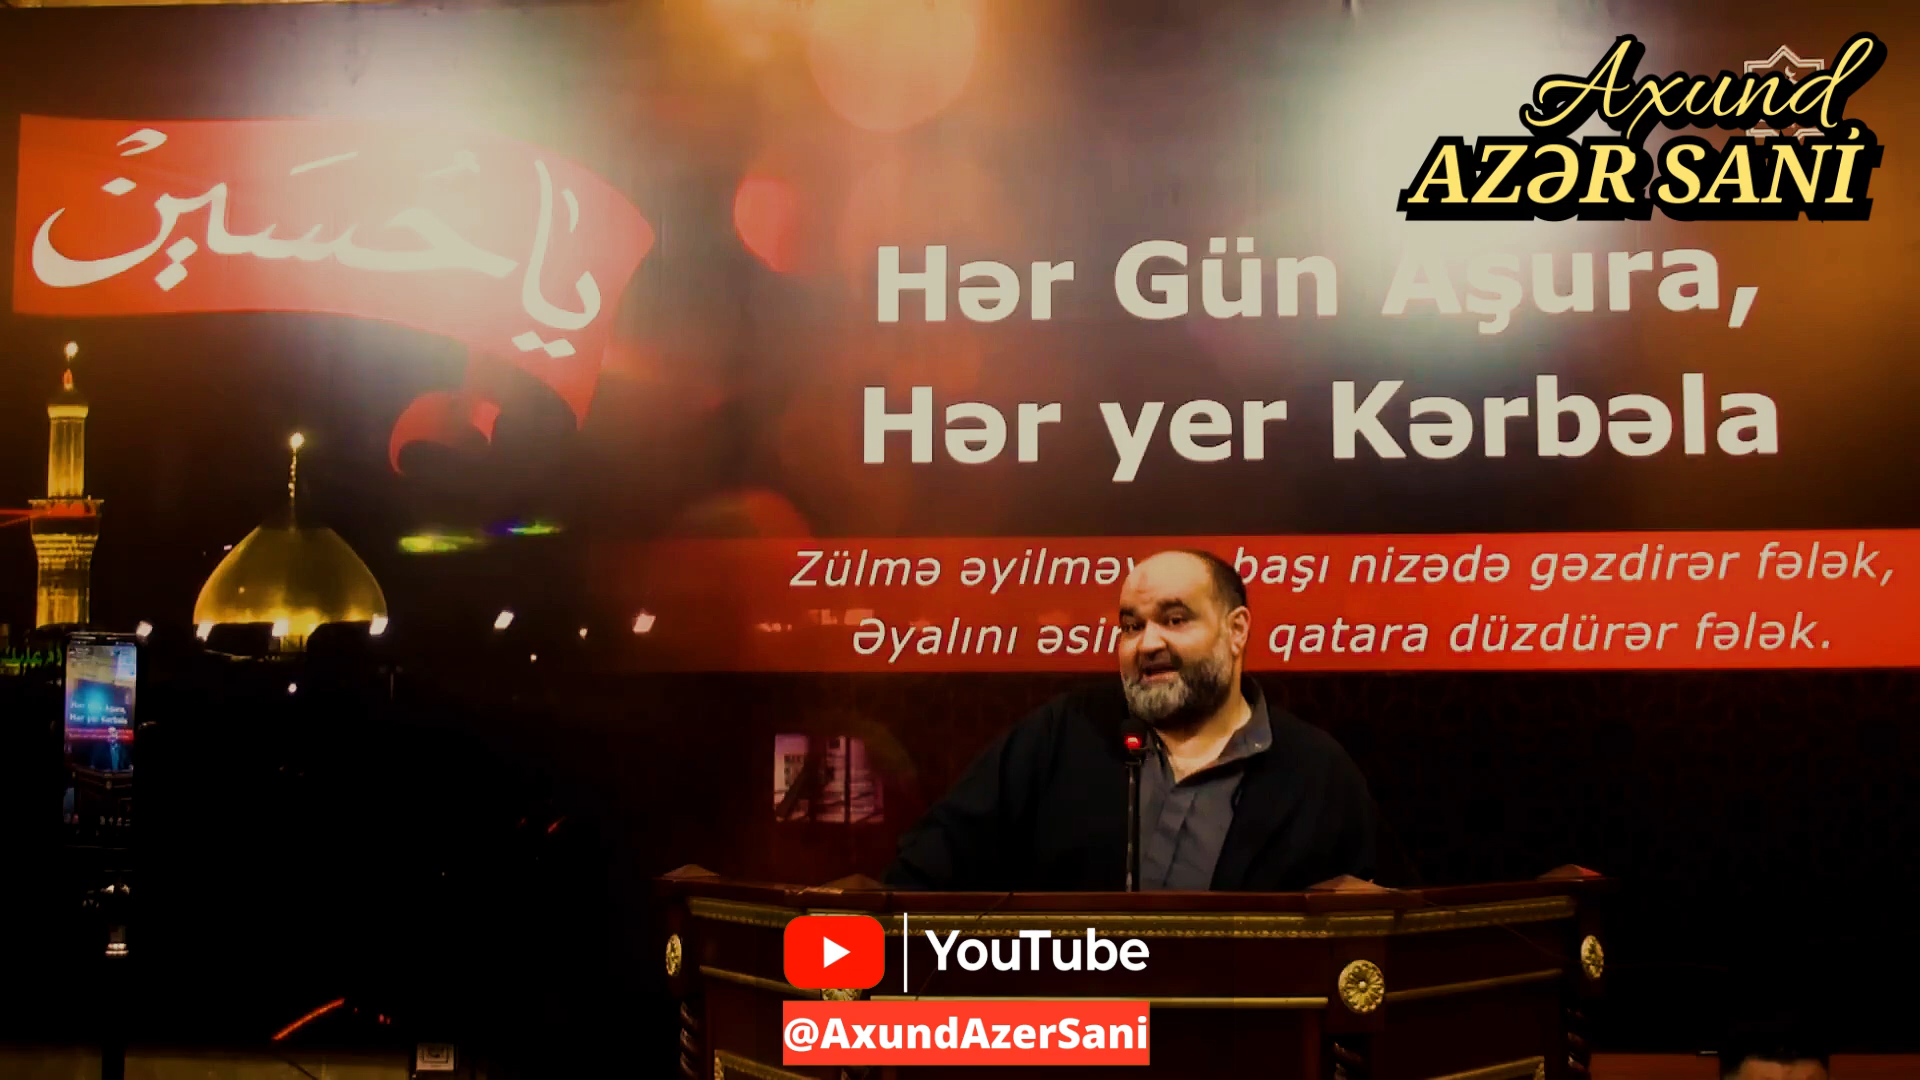 Axund
AZƏR SANİ
يا حسين
Hər Gün Aşura,
Hər yer Kərbəla
Zülmə əyilməy başı nizədə gəzdirər fələk,
Əyalını əsir qatara düzdürər fələk.
YouTube
@AxundAzerSani